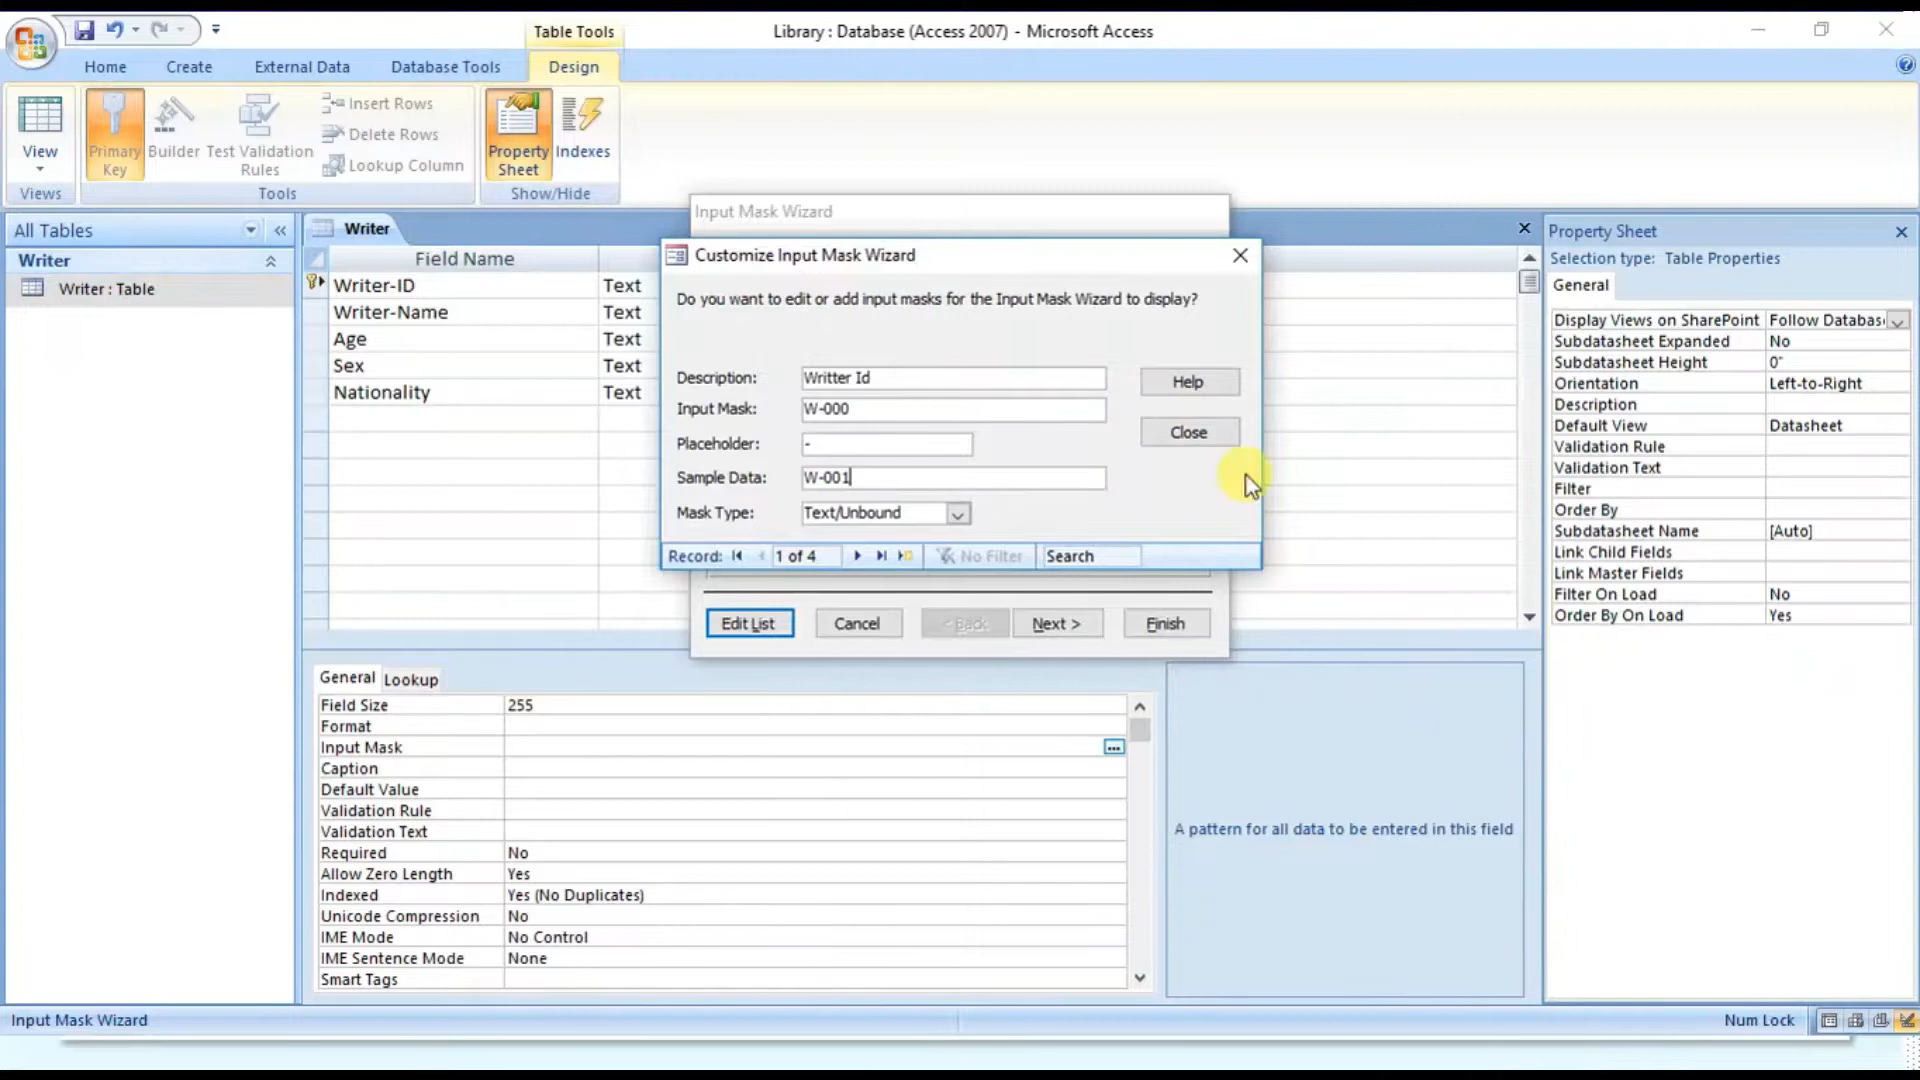 Table Tools
Library : Database (Access 2007) - Microsoft Access
Home Create External Data Database Tools Design
View
Views
Primary Key
Builder
Test Validation Rules
Insert Rows
Delete Rows
Lookup Column
Tools
Property Sheet
Indexes
Show/Hide
All Tables
Writer
Writer : Table
Writer
Field Name
Writer-ID Text
Writer-Name Text
Age Text
Sex Text
Nationality Text
Input Mask Wizard
Customize Input Mask Wizard
Do you want to edit or add input masks for the Input Mask Wizard to display?
Description: Writter Id
Help
Input Mask: W-000
Close
Placeholder: -
Sample Data: W-001
Mask Type: Text/Unbound
Record: 1 of 4 No Filter Search
Edit List Cancel < Back Next > Finish
General Lookup
Field Size 255
Format
Input Mask
Caption
Default Value
Validation Rule
Validation Text
Required No
Allow Zero Length Yes
Indexed Yes (No Duplicates)
Unicode Compression No
IME Mode No Control
IME Sentence Mode None
Smart Tags
A pattern for all data to be entered in this field
Property Sheet
Selection type: Table Properties
General
Display Views on SharePoint Follow Databas
Subdatasheet Expanded No
Subdatasheet Height 0"
Orientation Left-to-Right
Description
Default View Datasheet
Validation Rule
Validation Text
Filter
Order By
Subdatasheet Name [Auto]
Link Child Fields
Link Master Fields
Filter On Load No
Order By On Load Yes
Input Mask Wizard
Num Lock